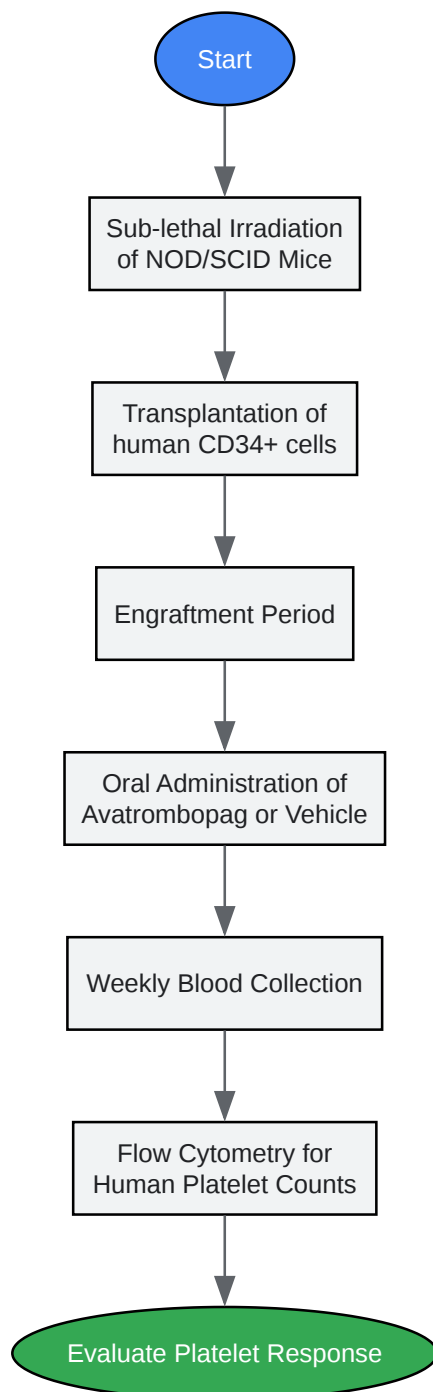 Start
Sub-lethal Irradiation
of NOD/SCID Mice
Transplantation of
human CD34+ cells
Engraftment Period
Oral Administration of
Avatrombopag or Vehicle
Weekly Blood Collection
Flow Cytometry for
Human Platelet Counts
Evaluate Platelet Response